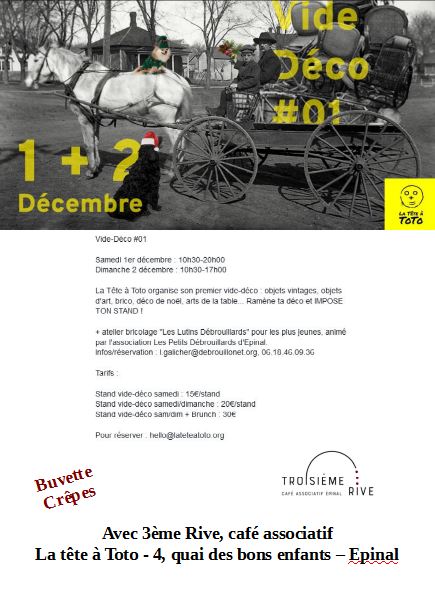 Vide
Déco
#01
1 + 2
Décembre
LA TÊTE À
TOTO
Vide-Déco #01
Samedi 1er décembre : 10h30-20h00
Dimanche 2 décembre : 10h30-17h00
La Tête à Toto organise son premier vide-déco : objets vintages, objets
d'art, brico, déco de noël, arts de la table... Ramène ta déco et IMPOSE
TON STAND !
+ atelier bricolage "Les Lutins Débrouillards" pour les plus jeunes, animé
par l'association Les Petits Débrouillards d'Epinal.
Infos/réservation : l.galicher@debrouillonet.org, 06.18.46.09.36
Tarifs :
Stand vide-déco samedi : 15€/stand
Stand vide-déco samedi/dimanche : 20€/stand
Stand vide-déco sam/dim + Brunch : 30€
Pour réserver : hello@lateteatoto.org
Buvette
Crêpes
TROISIÈME
CAFÉ ASSOCIATIF EPINAL
RIVE
Avec 3ème Rive, café associatif
La tête à Toto - 4, quai des bons enfants – Epinal